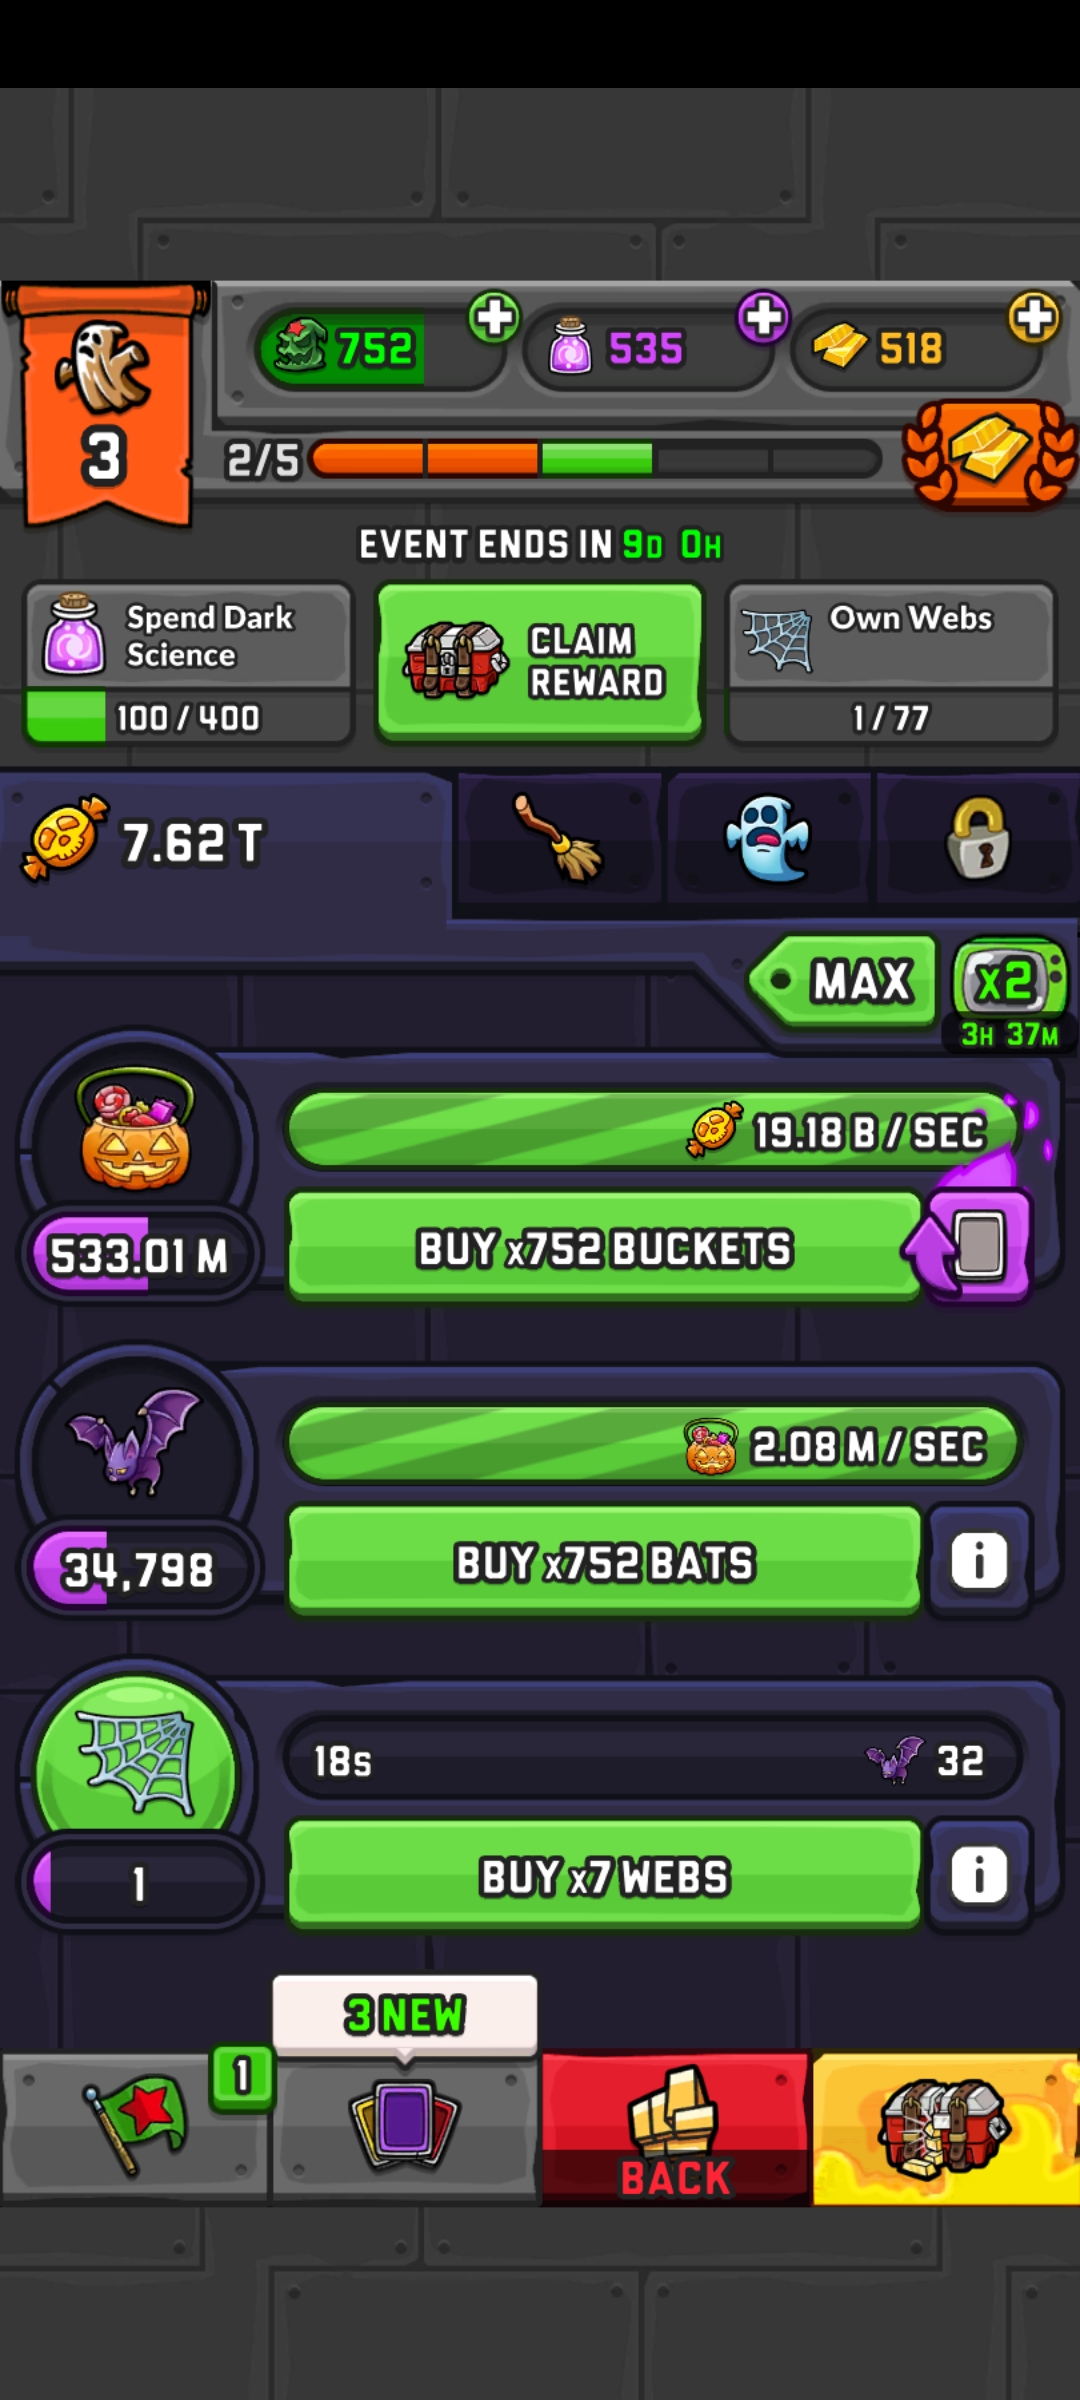 752
535
518
3
2/5
EVENT ENDS IN 9D 0H
Spend Dark
Science
100 / 400
CLAIM
REWARD
Own Webs
1 / 77
7.62 T
MAX
x2
3H 37M
19.18 B / SEC
533.01 M
BUY x752 BUCKETS
2.08 M / SEC
34,798
BUY x752 BATS
i
18s
32
1
BUY x7 WEBS
i
3 NEW
1
BACK